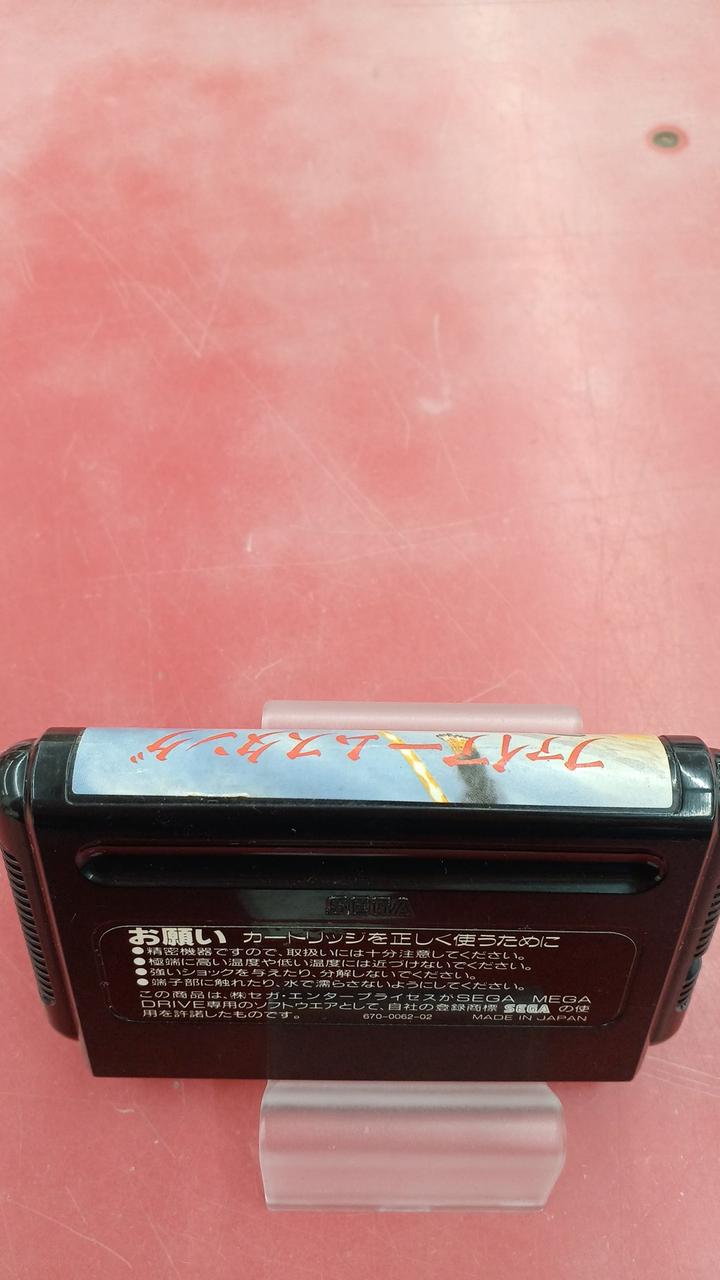 ファイアームスタング
SEGA
お願い カートリッジを正しく使うために
●精密機器ですので、取扱いには十分注意してください。
●極端に高い温度や低い温度には近づけないでください。
●強いショックを与えたり、分解しないでください。
●端子部に触れたり、水で濡らさないようにしてください。
この商品は、㈱セガ・エンタープライゼスがSEGA MEGA
DRIVE専用のソフトウエアとして、自社の登録商標 SEGA の使
用を許諾したものです。 670-0062-02 MADE IN JAPAN